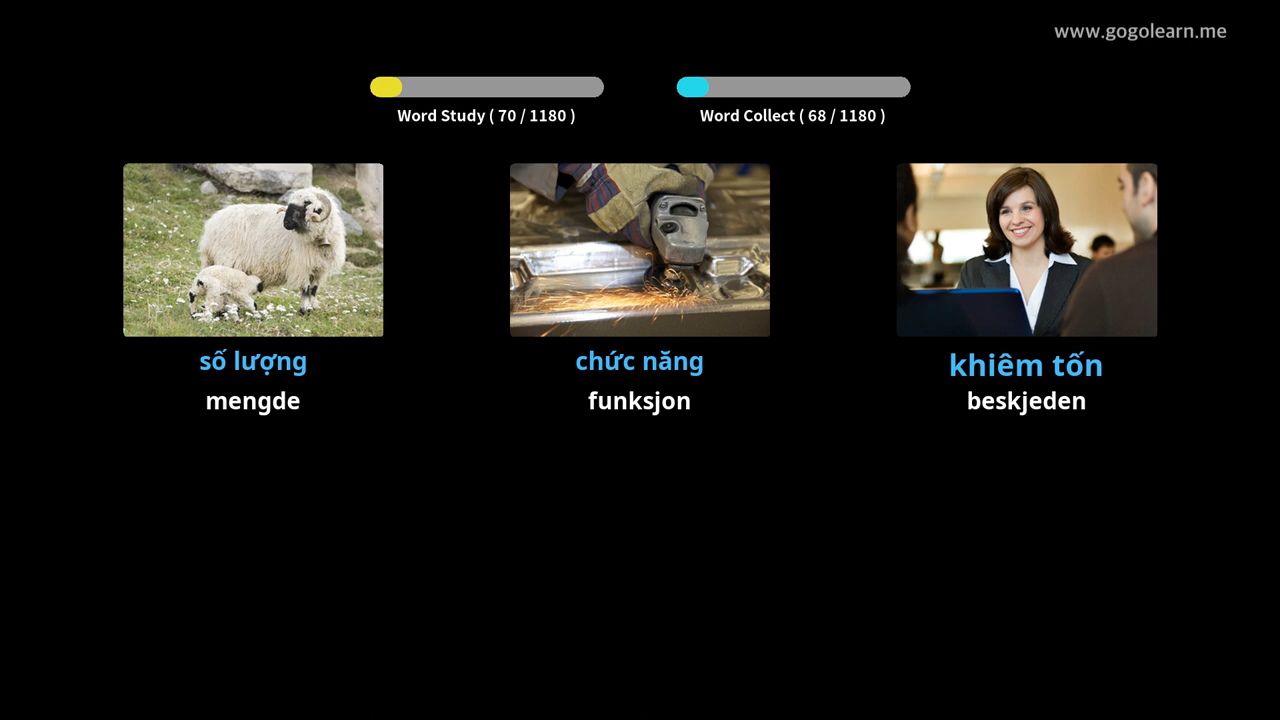 www.gogolearn.me
Word Study ( 70 / 1180 )
Word Collect ( 68 / 1180 )
số lượng
mengde
chức năng
funksjon
khiêm tốn
beskjeden